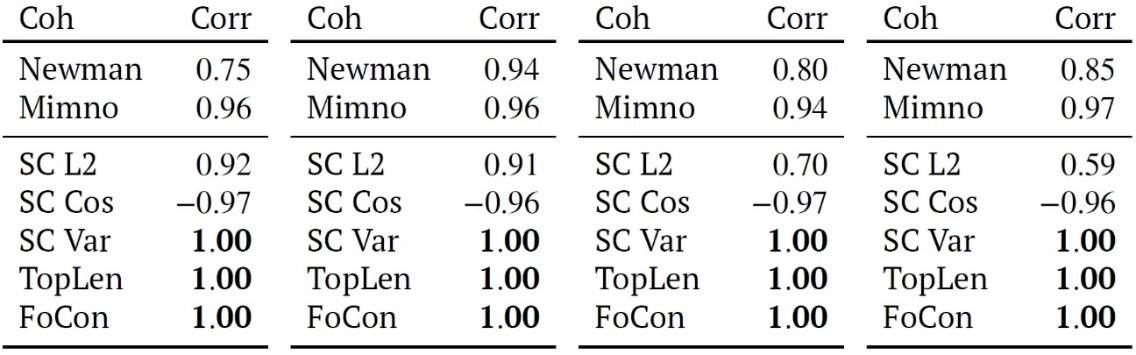 Coh Corr Coh Corr Coh Corr Coh Corr
Newman 0.75 Newman 0.94 Newman 0.80 Newman 0.85
Mimno 0.96 Mimno 0.96 Mimno 0.94 Mimno 0.97
SC L2 0.92 SC L2 0.91 SC L2 0.70 SC L2 0.59
SC Cos −0.97 SC Cos −0.96 SC Cos −0.97 SC Cos −0.96
SC Var 1.00 SC Var 1.00 SC Var 1.00 SC Var 1.00
TopLen 1.00 TopLen 1.00 TopLen 1.00 TopLen 1.00
FoCon 1.00 FoCon 1.00 FoCon 1.00 FoCon 1.00